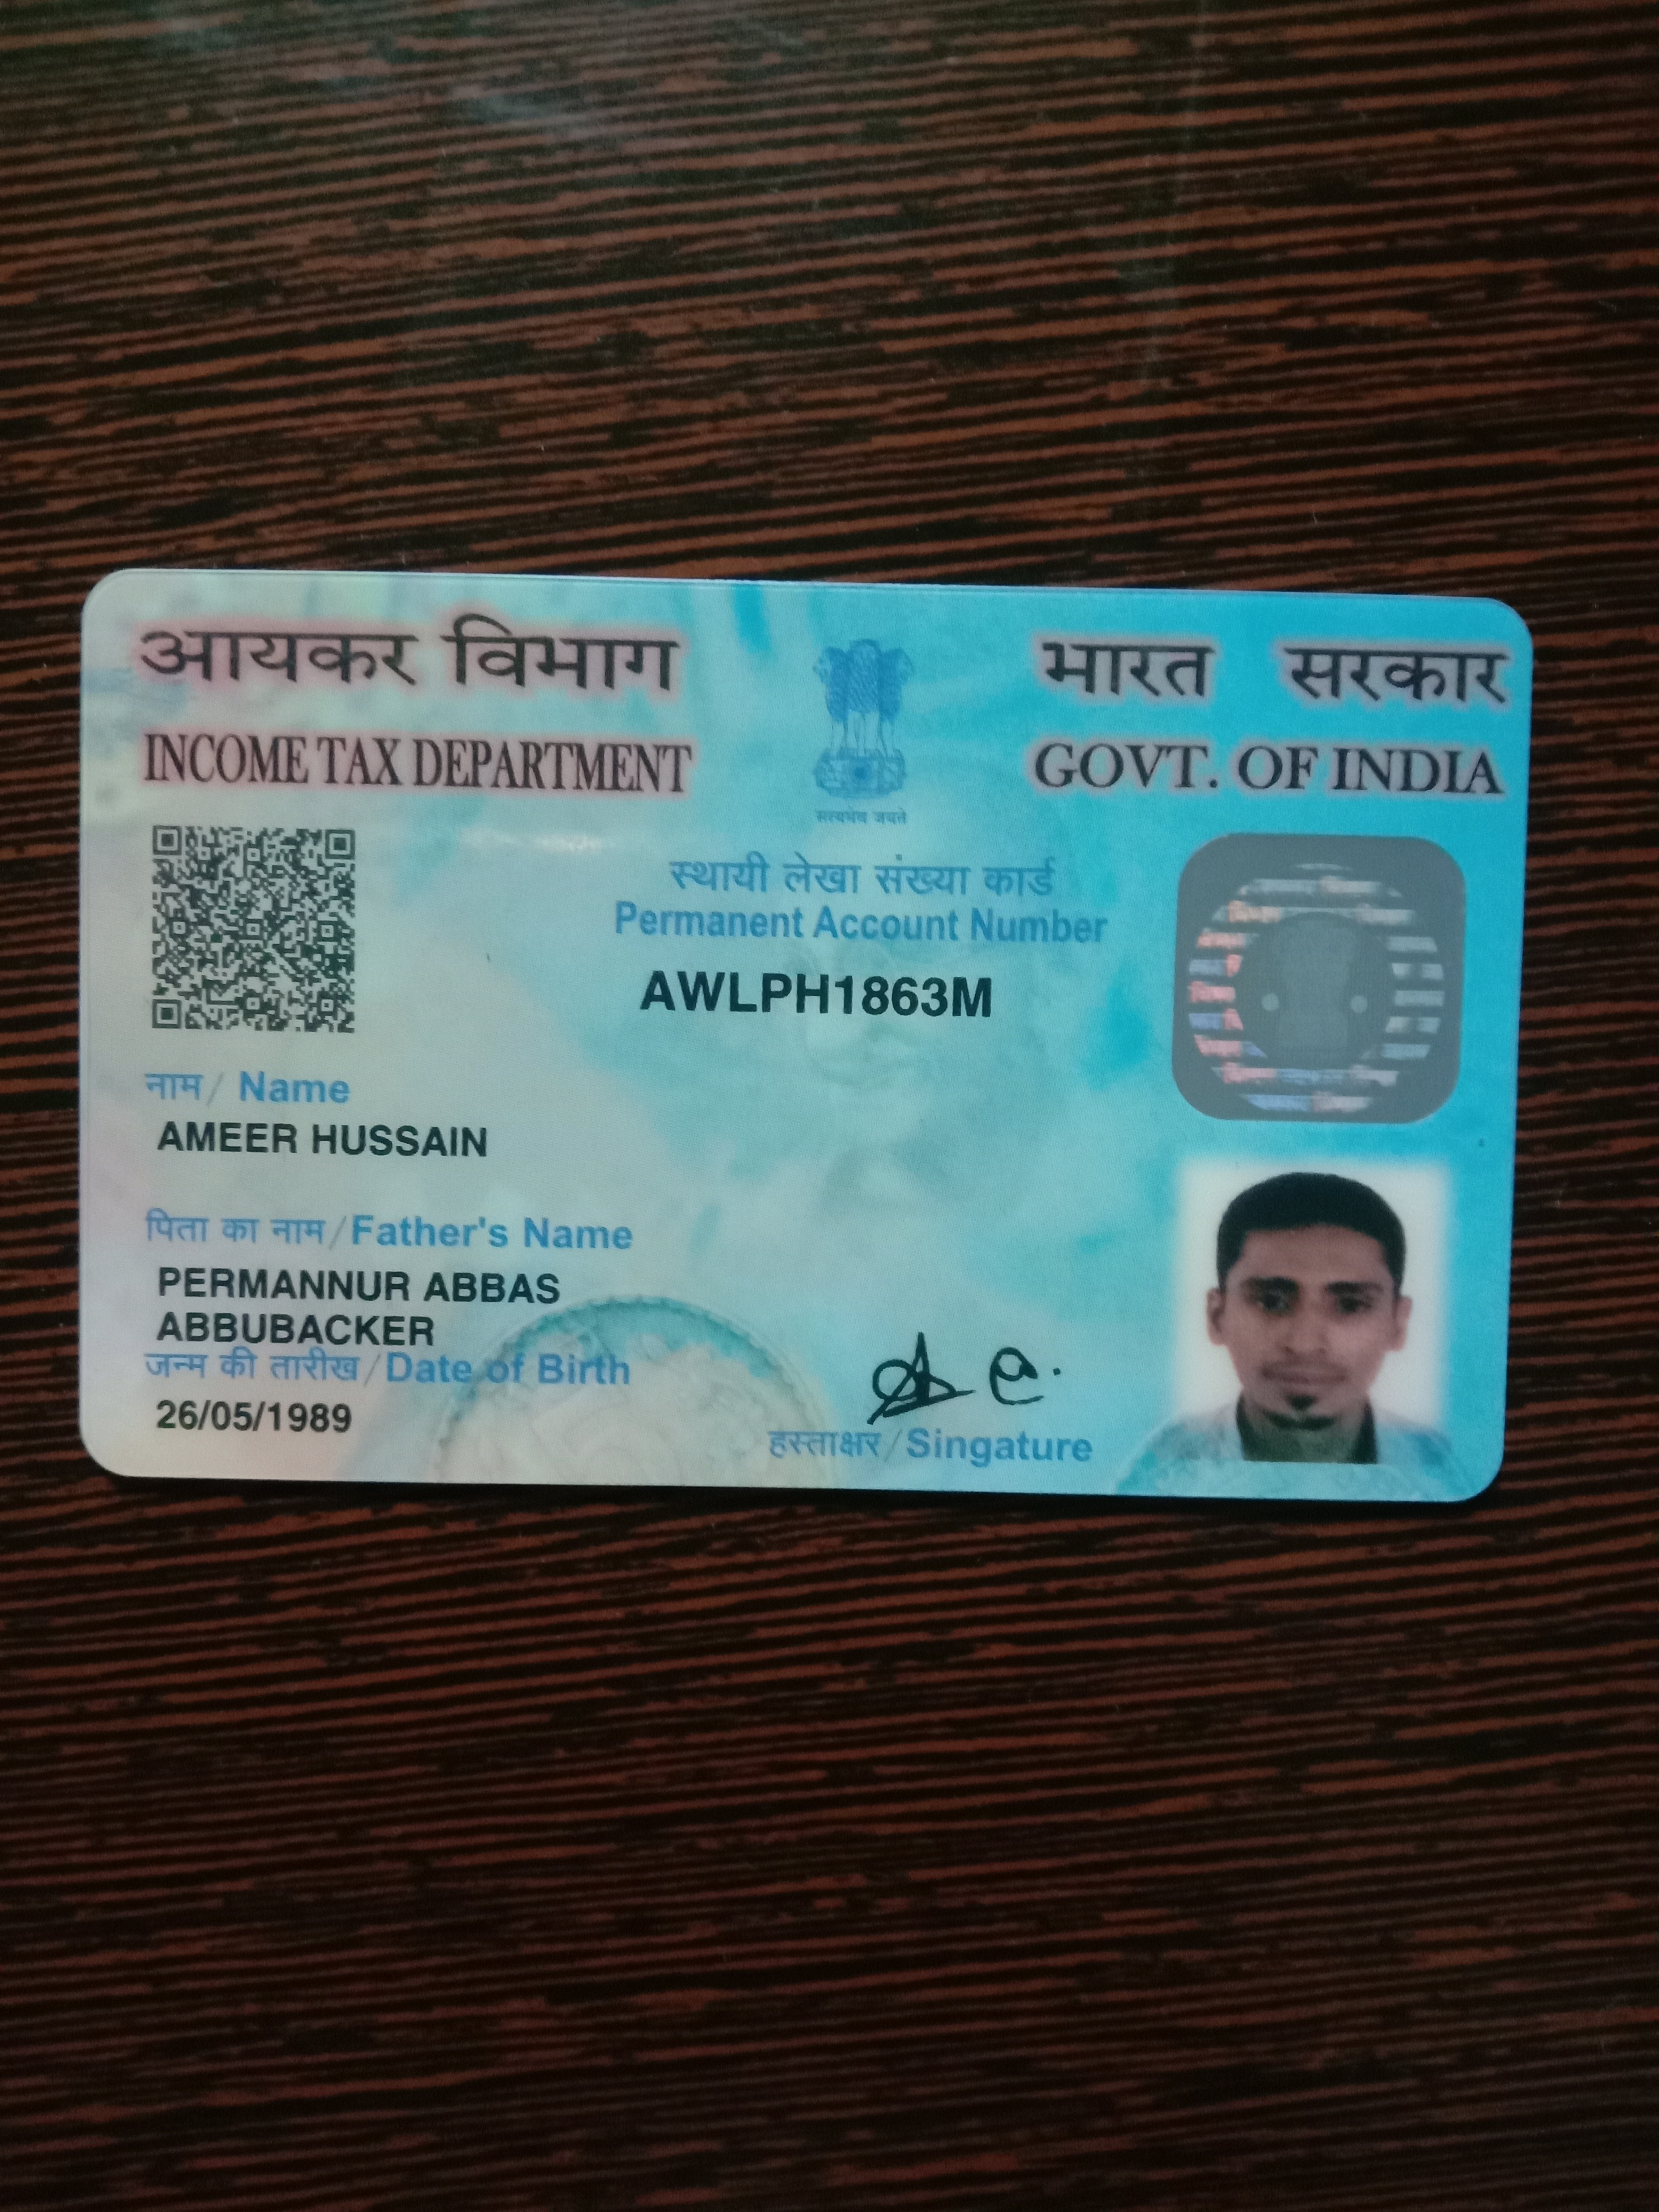 आयकर विभाग
INCOME TAX DEPARTMENT
सत्यमेव जयते
भारत सरकार
GOVT. OF INDIA
स्थायी लेखा संख्या कार्ड
Permanent Account Number
AWLPH1863M
नाम/ Name
AMEER HUSSAIN
पिता का नाम/Father's Name
PERMANNUR ABBAS
ABBUBACKER
जन्म की तारीख/Date of Birth
26/05/1989
हस्ताक्षर/Singature